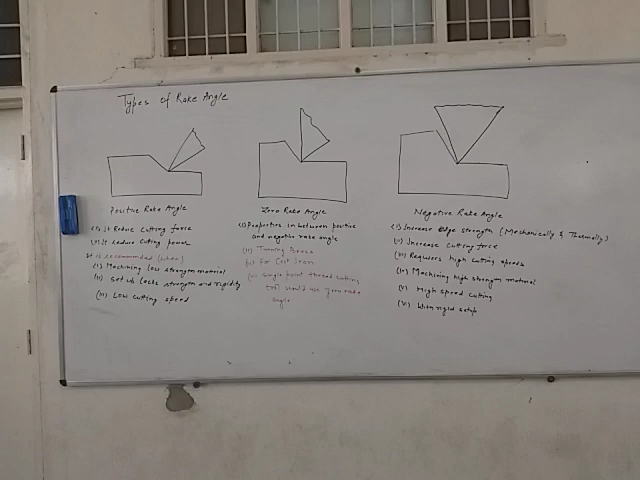 Types of Rake Angle
Positive Rake Angle
(i) It Reduce Cutting force
(ii) It Reduce Cutting power
It is recommended (when)
(i) Machining low strength material
(ii) Set up lacks strength and rigidity
(iii) Low cutting speed
Zero Rake Angle
(i) Properties in between positive
and negative rake angle
(ii) Turning Brass
(iii) For Cast Iron
(iv) Single point thread cutting
tool should use zero rake
angle
Negative Rake Angle
(i) Increase edge strength (Mechanically & Thermally)
(ii) Increase Cutting force
(iii) Requires high cutting speeds
(iv) Machining high strength material
(v) High speed cutting
(vi) With rigid setup